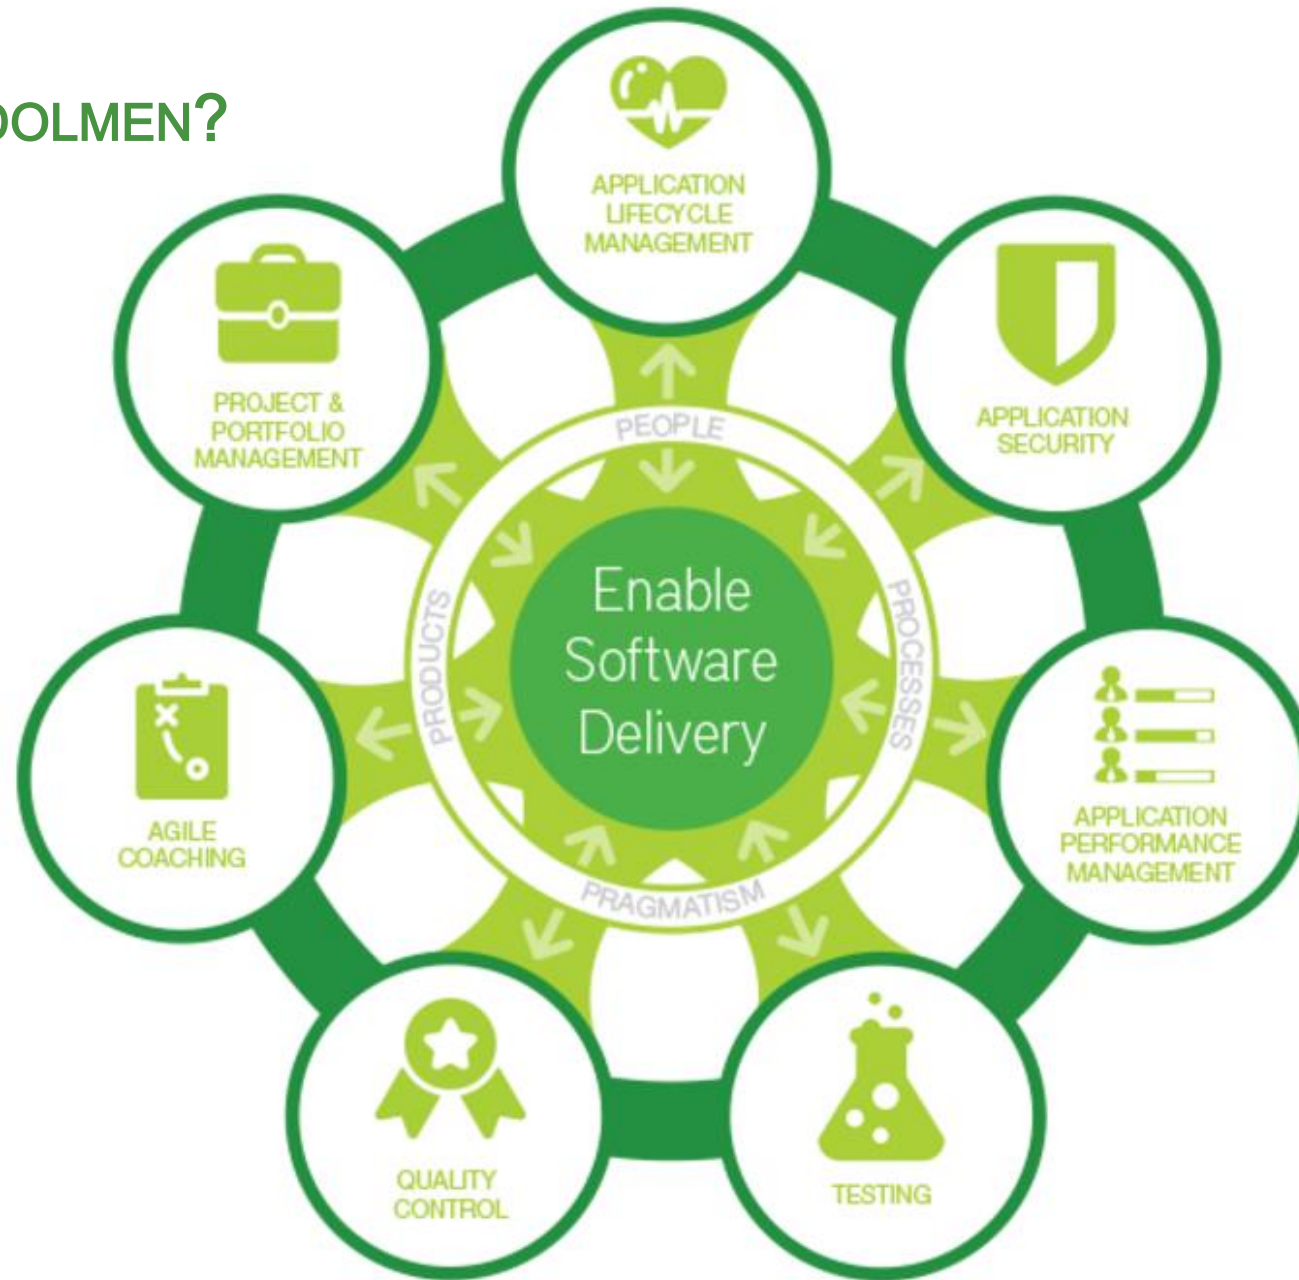 DOLMEN?
APPLICATION
LIFECYCLE
MANAGEMENT
PROJECT &
PORTFOLIO
MANAGEMENT
APPLICATION
SECURITY
PEOPLE
PRODUCTS
Enable
Software
Delivery
PROCESSES
PRAGMATISM
AGILE
COACHING
APPLICATION
PERFORMANCE
MANAGEMENT
QUALITY
CONTROL
TESTING